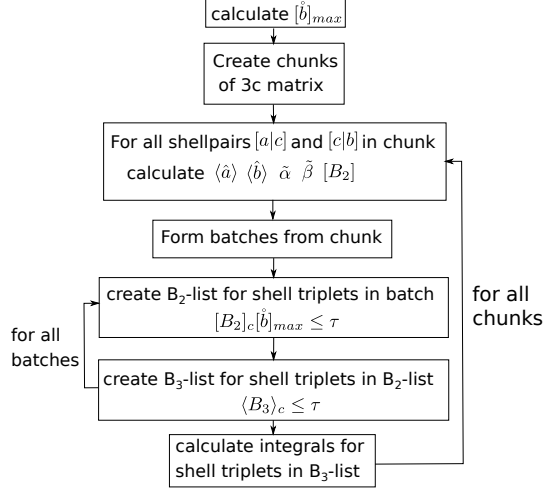 calculate [b̊]max
Create chunks
of 3c matrix
For all shellpairs [a|c] and [c|b] in chunk
calculate ⟨â⟩ ⟨b̂⟩ α̃ β̃ [B₂]
Form batches from chunk
create B₂-list for shell triplets in batch
[B₂]c[b̊]max ≤ τ
for all
batches
create B₃-list for shell triplets in B₂-list
⟨B₃⟩c ≤ τ
calculate integrals for
shell triplets in B₃-list
for all
chunks